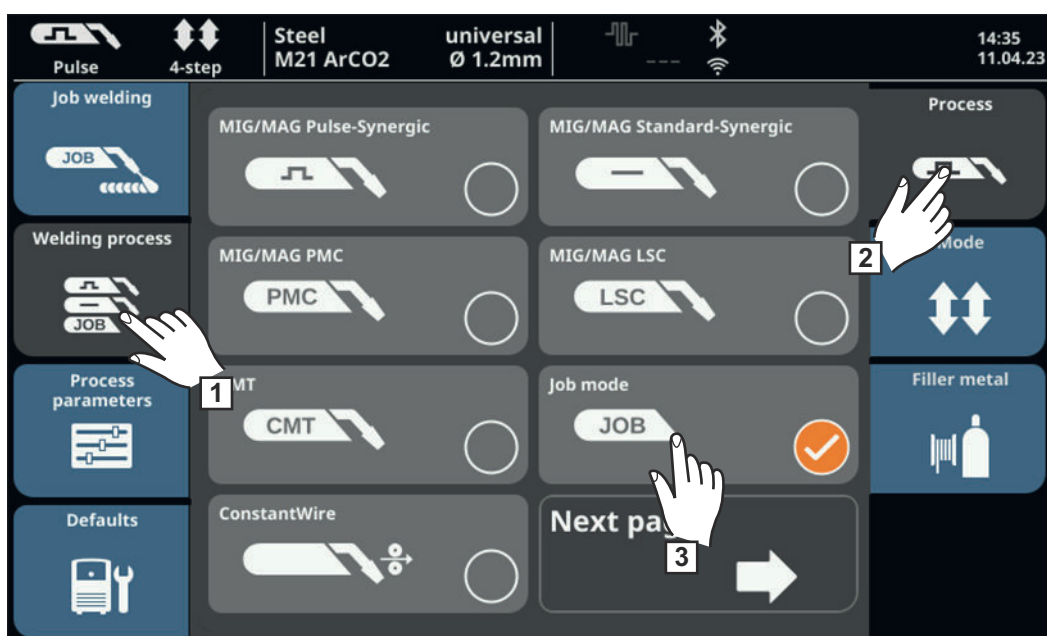 Pulse
4-step
Steel universal
M21 ArCO2 Ø 1.2mm
---
14:35
11.04.23
Job welding
JOB
Welding process
JOB
Process
parameters
Defaults
MIG/MAG Pulse-Synergic
MIG/MAG Standard-Synergic
MIG/MAG PMC
PMC
MIG/MAG LSC
LSC
CMT
Job mode
JOB
ConstantWire
Next
Process
Mode
Filler metal
1
2
3